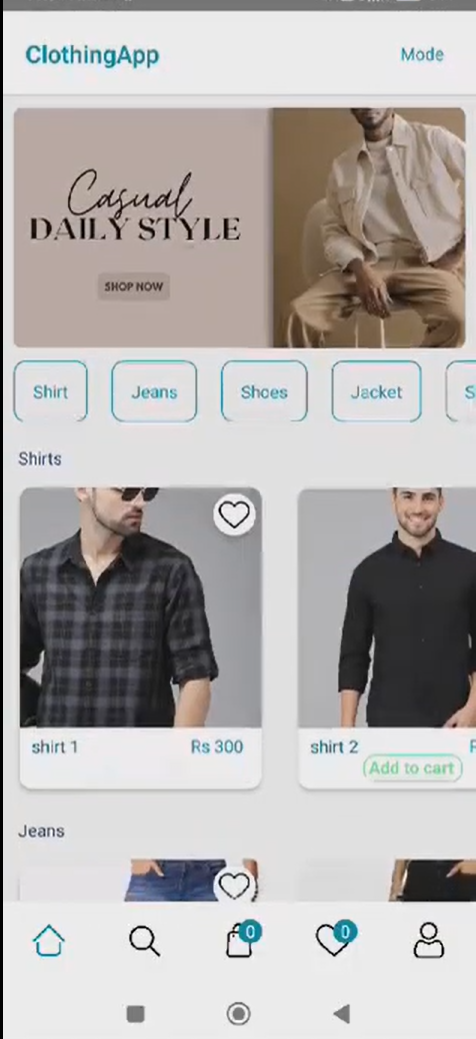 ClothingApp
Mode
Casual
DAILY STYLE
SHOP NOW
Shirt
Jeans
Shoes
Jacket
S
Shirts
shirt 1
Rs 300
shirt 2
Add to cart
Jeans
0
0